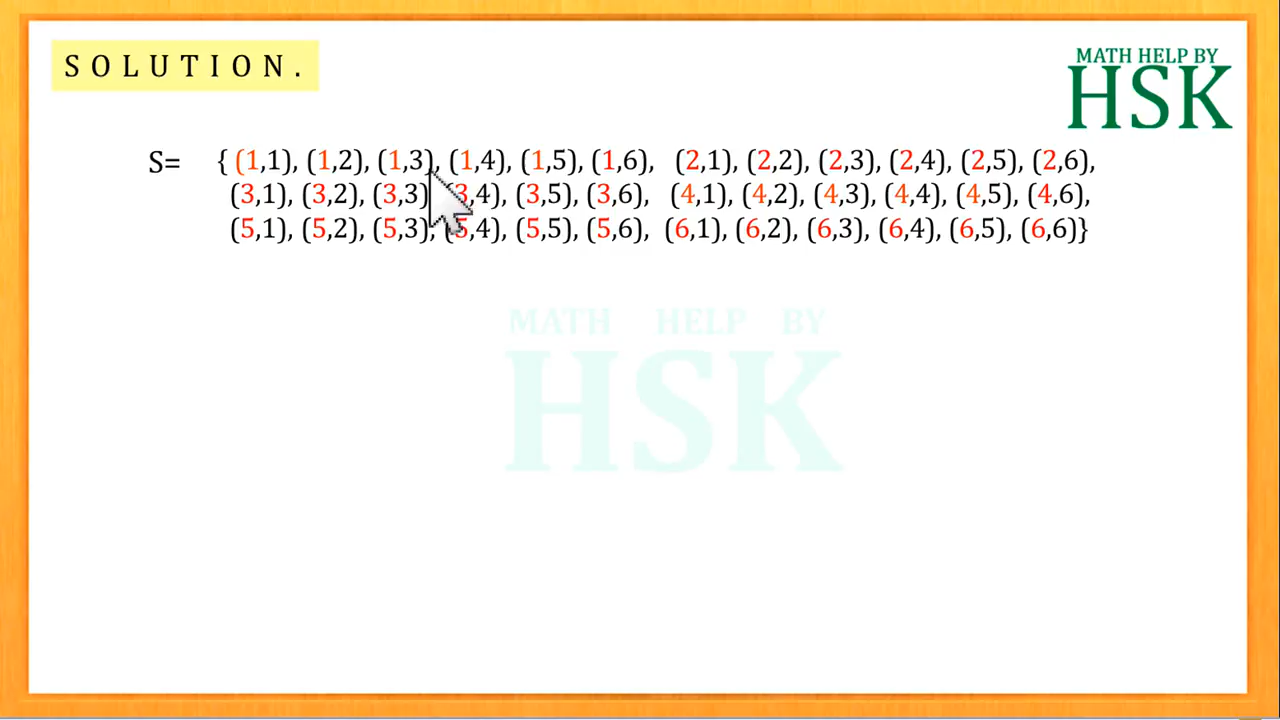 SOLUTION.
MATH HELP BY
HSK
S= { (1,1), (1,2), (1,3), (1,4), (1,5), (1,6), (2,1), (2,2), (2,3), (2,4), (2,5), (2,6),
(3,1), (3,2), (3,3), (3,4), (3,5), (3,6), (4,1), (4,2), (4,3), (4,4), (4,5), (4,6),
(5,1), (5,2), (5,3), (5,4), (5,5), (5,6), (6,1), (6,2), (6,3), (6,4), (6,5), (6,6)}
MATH HELP BY
HSK